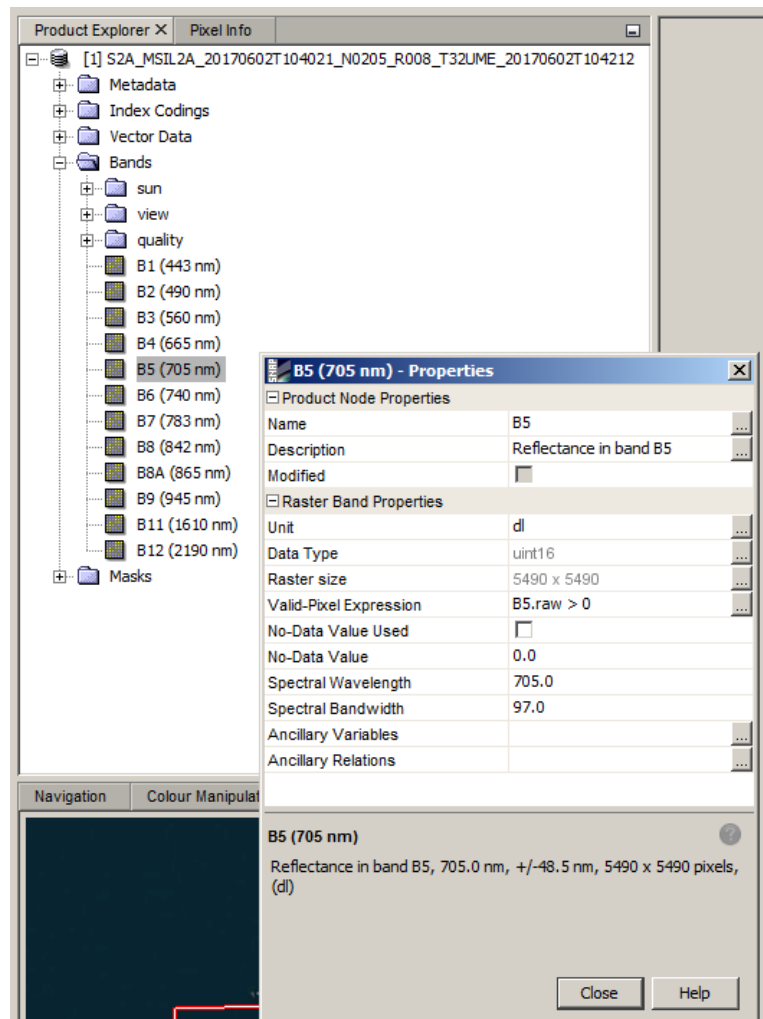 Product Explorer X Pixel Info
[1] S2A_MSIL2A_20170602T104021_N0205_R008_T32UME_20170602T104212
Metadata
Index Codings
Vector Data
Bands
sun
view
quality
B1 (443 nm)
B2 (490 nm)
B3 (560 nm)
B4 (665 nm)
B5 (705 nm)
B6 (740 nm)
B7 (783 nm)
B8 (842 nm)
B8A (865 nm)
B9 (945 nm)
B11 (1610 nm)
B12 (2190 nm)
Masks
SNAP B5 (705 nm) - Properties
Product Node Properties
Name B5 ...
Description Reflectance in band B5 ...
Modified
Raster Band Properties
Unit dl ...
Data Type uint16 ...
Raster size 5490 x 5490 ...
Valid-Pixel Expression B5.raw > 0 ...
No-Data Value Used
No-Data Value 0.0
Spectral Wavelength 705.0
Spectral Bandwidth 97.0
Ancillary Variables ...
Ancillary Relations ...
Navigation Colour Manipulat
B5 (705 nm) ?
Reflectance in band B5, 705.0 nm, +/-48.5 nm, 5490 x 5490 pixels,
(dl)
Close Help